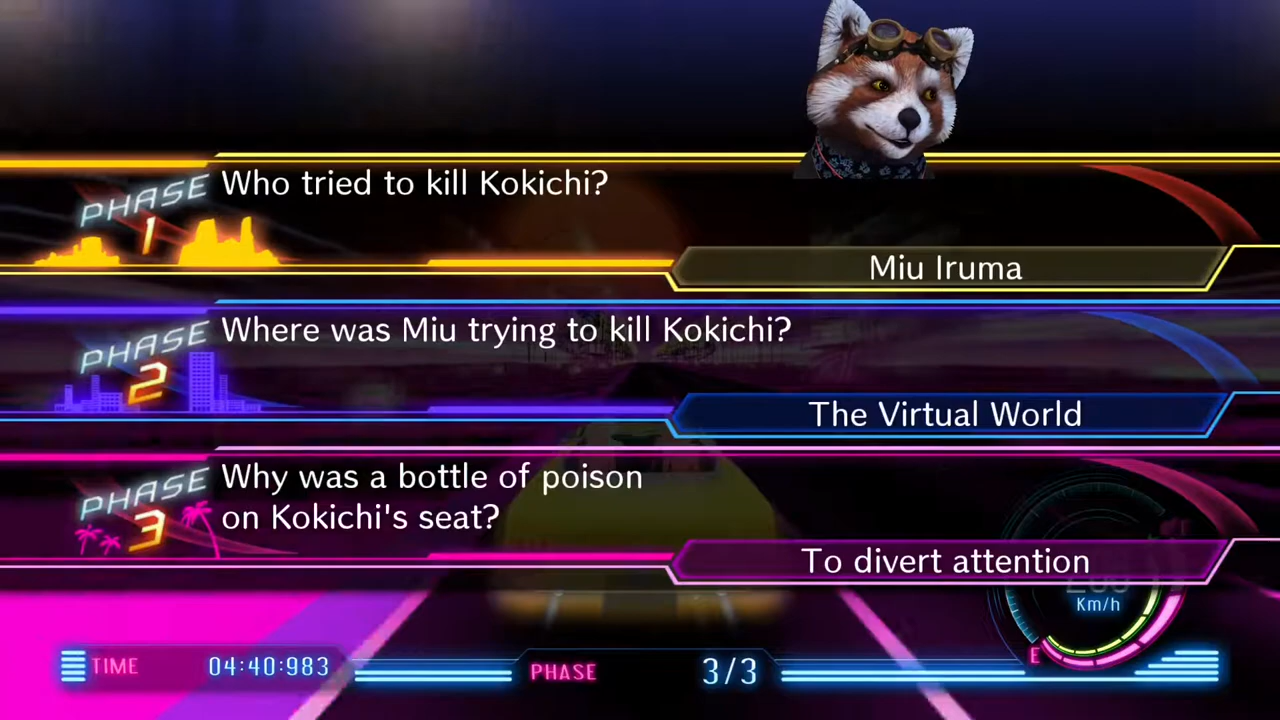 PHASE 1
Who tried to kill Kokichi?
Miu Iruma
PHASE 2
Where was Miu trying to kill Kokichi?
The Virtual World
PHASE 3
Why was a bottle of poison
on Kokichi's seat?
To divert attention
Km/h
E
TIME 04:40:983
PHASE 3/3